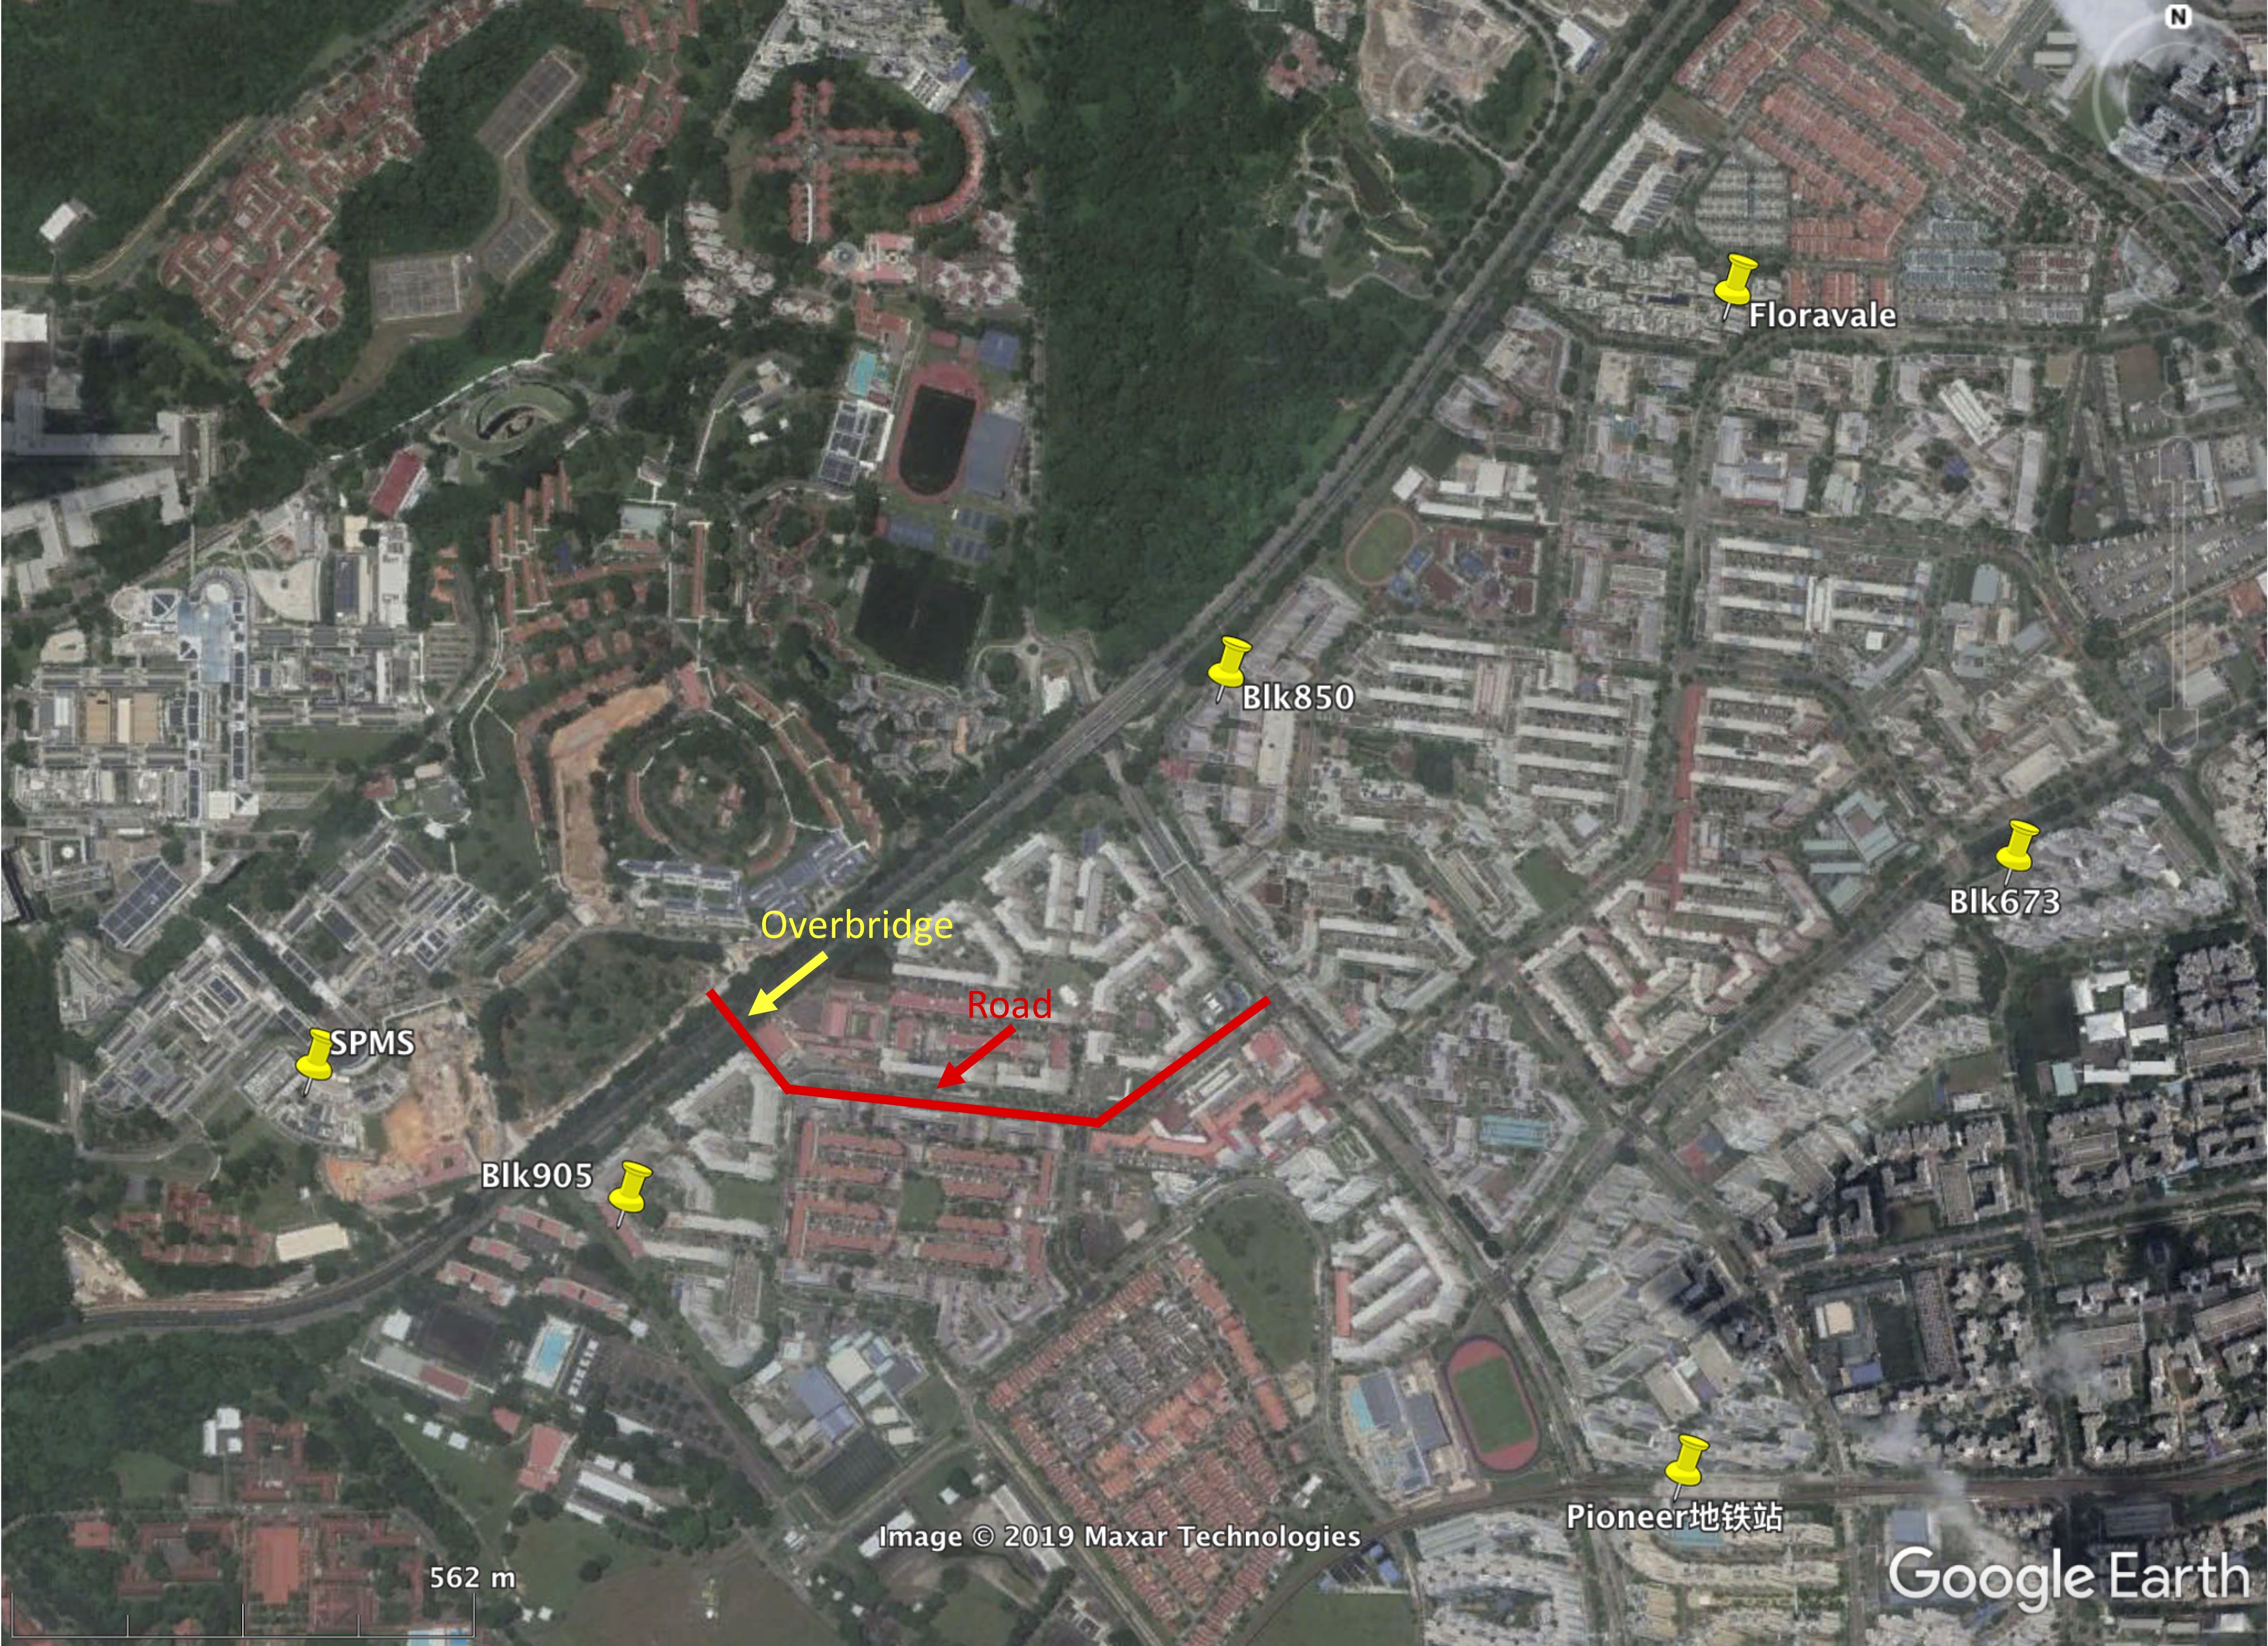 N
Floravale
Blk850
Blk673
Overbridge
Road
SPMS
Blk905
Pioneer地铁站
Image © 2019 Maxar Technologies
562 m
Google Earth